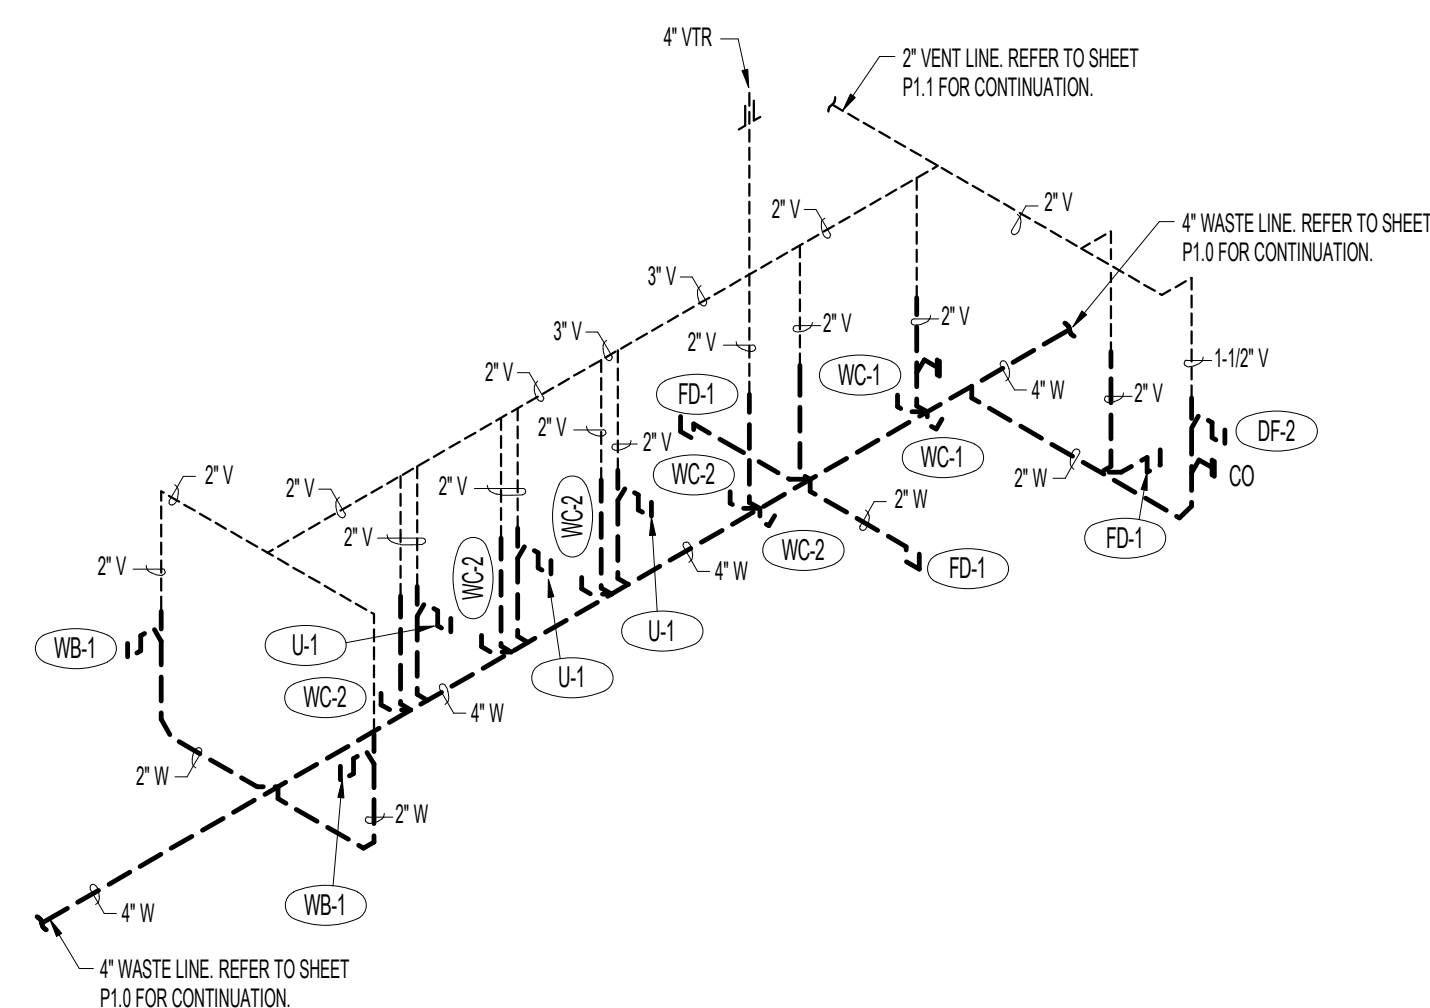 4" VTR
2" VENT LINE. REFER TO SHEET
P1.1 FOR CONTINUATION.
2" V
2" V
4" WASTE LINE. REFER TO SHEET
P1.0 FOR CONTINUATION.
3" V
3" V
2" V
2" V
2" V
1-1/2" V
2" V
WC-1
FD-1
4" W
2" V
2" V
2" V
DF-2
WC-1
WC-2
2" W
CO
2" V
2" V
2" V
WC-2
2" W
FD-1
2" V
WC-2
WC-2
FD-1
2" V
4" W
WB-1
U-1
U-1
U-1
WC-2
4" W
2" W
2" W
WB-1
4" W
4" WASTE LINE. REFER TO SHEET
P1.0 FOR CONTINUATION.